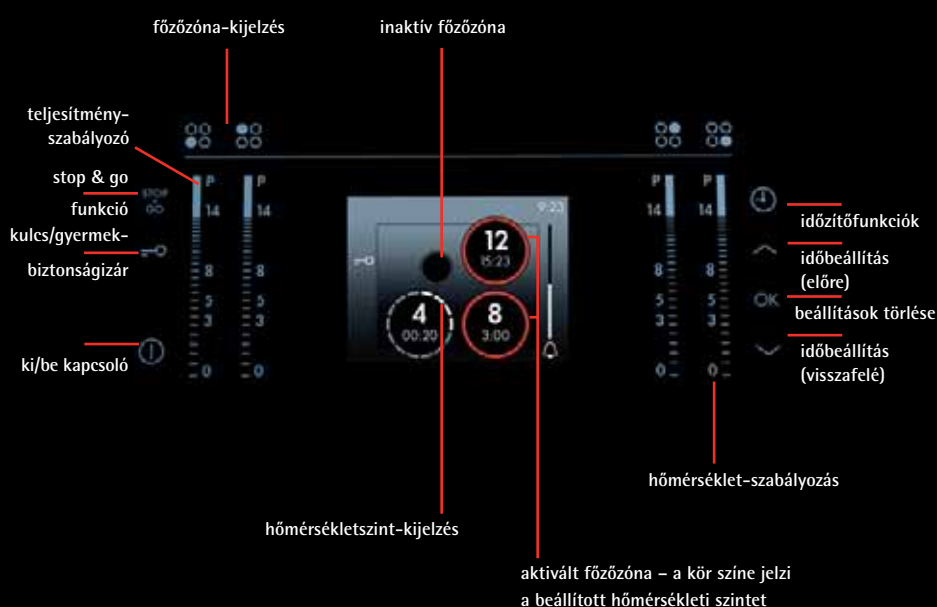 főzőzóna-kijelzés
inaktív főzőzóna
teljesítmény-
szabályozó
stop & go
funkció
kulcs/gyermek-
biztonságizár
ki/be kapcsoló
STOP
GO
P
14
8
5
3
0
P
14
8
5
3
0
9:23
12
15:23
4
00:20
8
3:00
P
14
8
5
3
0
P
14
8
5
3
0
OK
időzítőfunkciók
időbeállítás
(előre)
beállítások törlése
időbeállítás
(visszafelé)
hőmérséklet-szabályozás
hőmérsékletszint-kijelzés
aktivált főzőzóna – a kör színe jelzi
a beállított hőmérsékleti szintet